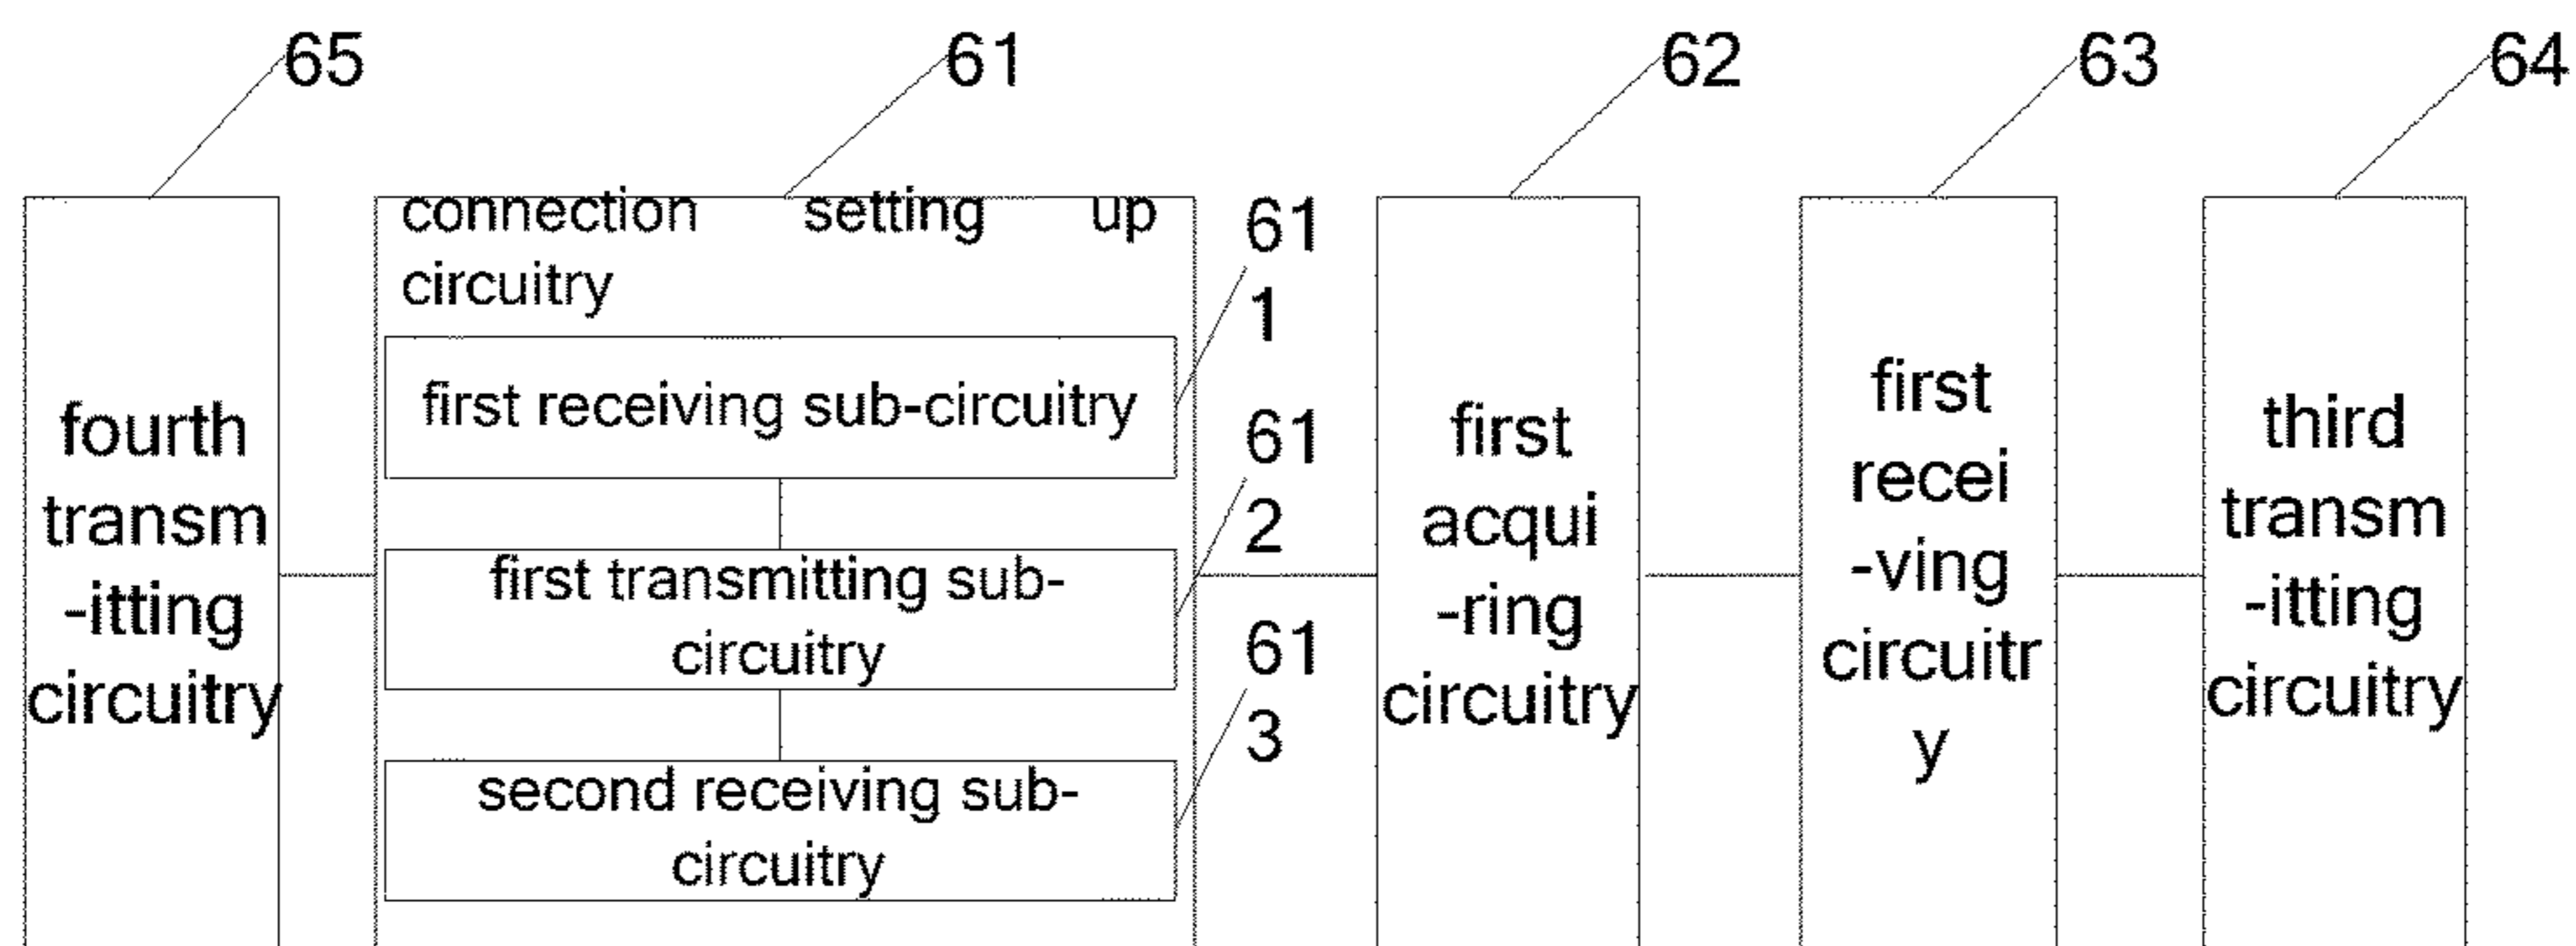 65
61
62
63
64
fourth
transm
-itting
circuitry
connection setting up
circuitry
61
1
first receiving sub-circuitry
61
2
first transmitting sub-
circuitry
61
3
second receiving sub-
circuitry
first
acqui
-ring
circuitry
first
recei
-ving
circuitr
y
third
transm
-itting
circuitry